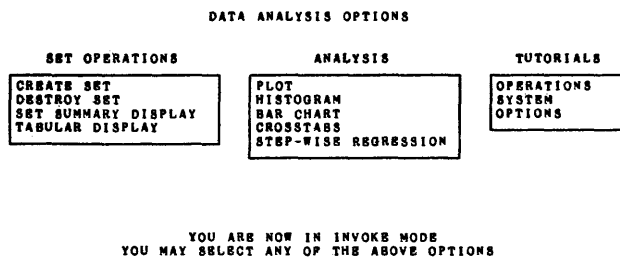 DATA ANALYSIS OPTIONS
SET OPERATIONS
CREATE SET
DESTROY SET
SET SUMMARY DISPLAY
TABULAR DISPLAY
ANALYSIS
PLOT
HISTOGRAM
BAR CHART
CROSSTABS
STEP-WISE REGRESSION
TUTORIALS
OPERATIONS
SYSTEM
OPTIONS
YOU ARE NOW IN INVOKE MODE
YOU MAY SELECT ANY OF THE ABOVE OPTIONS